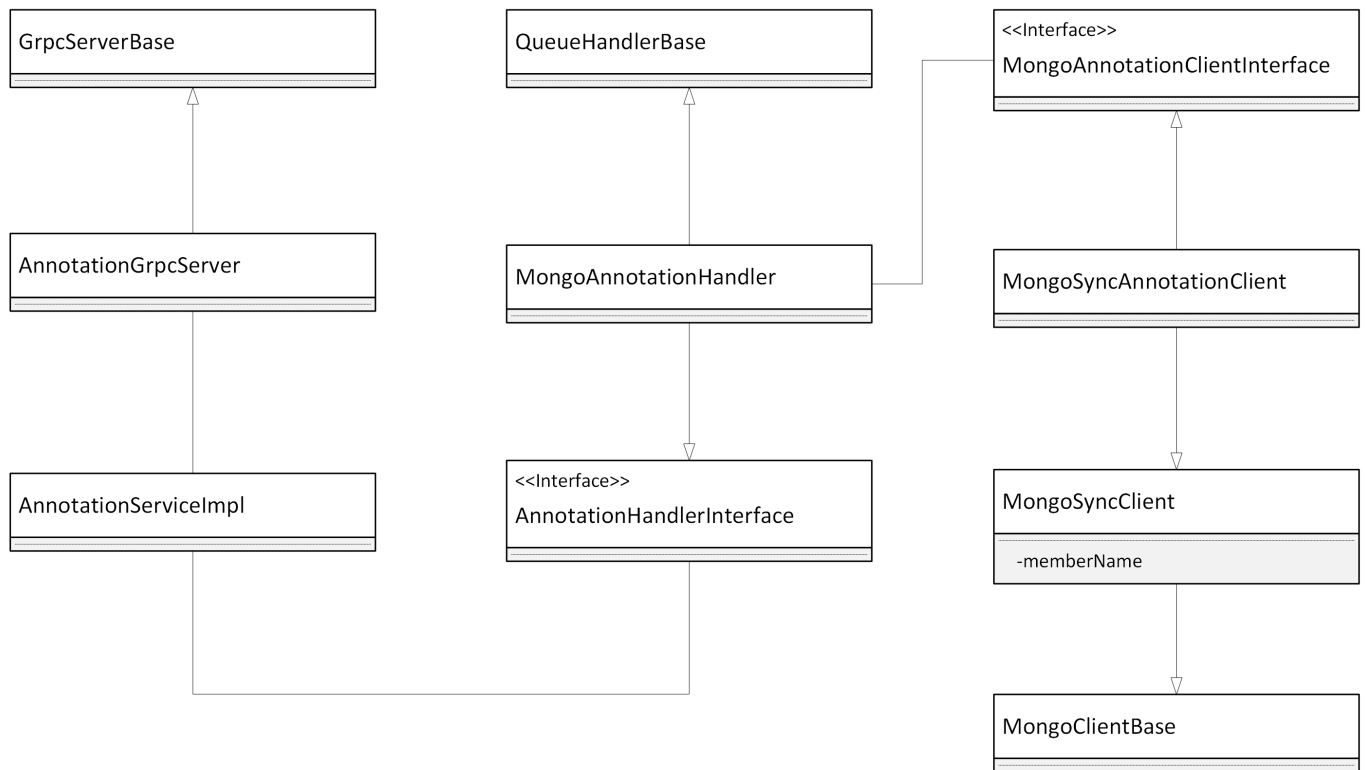 GrpcServerBase
QueueHandlerBase
<<Interface>>
MongoAnnotationClientInterface
AnnotationGrpcServer
MongoAnnotationHandler
MongoSyncAnnotationClient
AnnotationServiceImpl
<<Interface>>
AnnotationHandlerInterface
MongoSyncClient
-memberName
MongoClientBase